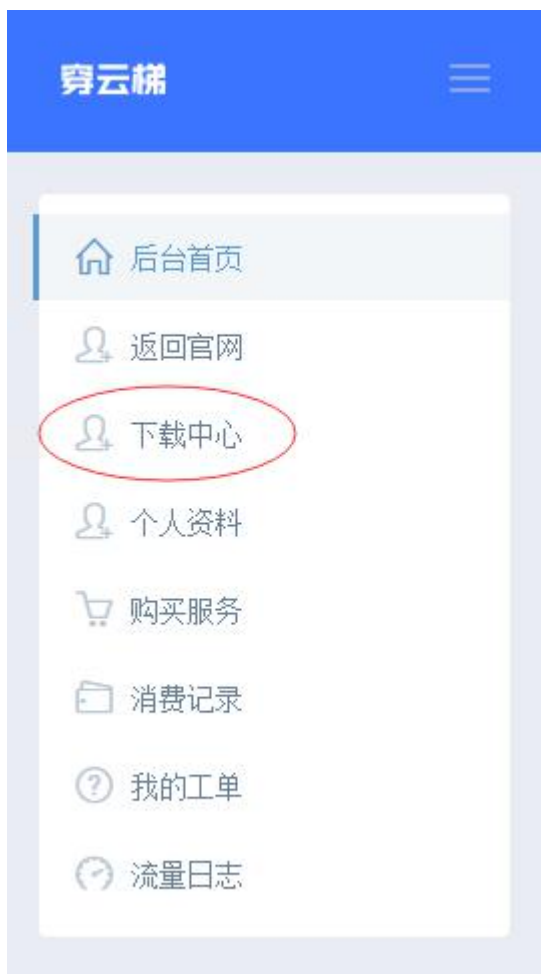 穿云梯
后台首页
返回官网
下载中心
个人资料
购买服务
消费记录
我的工单
流量日志